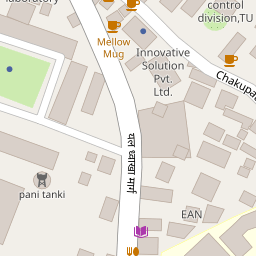 laboratory
control
division,TU
Mellow
Mug
Innovative
Solution
Pvt.
Ltd.
Chakupa
pani tanki
EAN